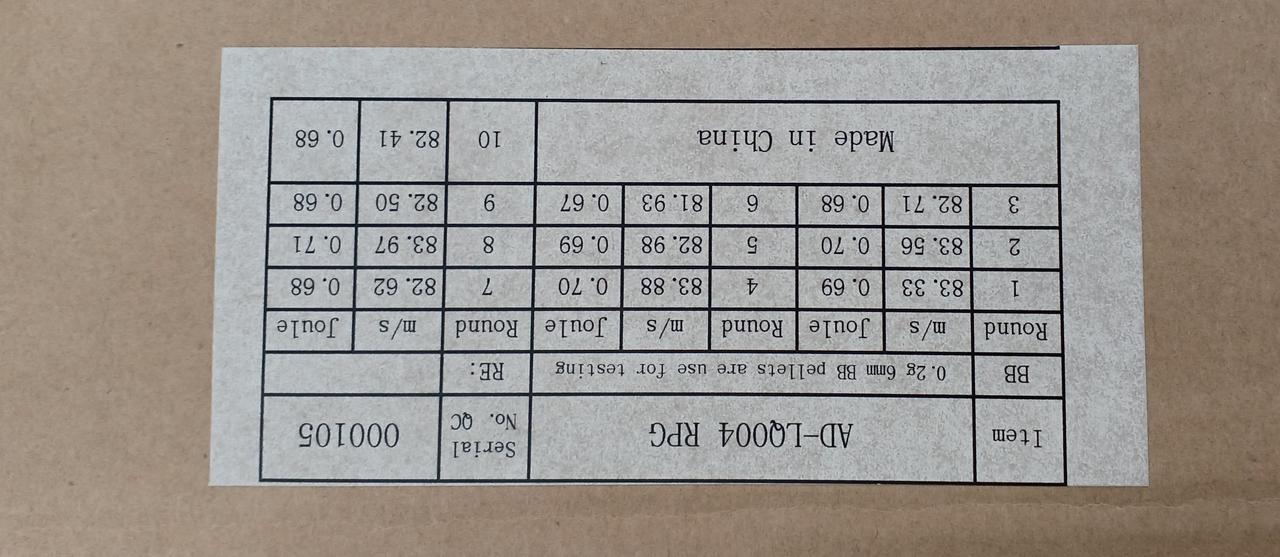 Item AD-LQ004 RPG Serial No. QC 000105
BB 0.2g 6mm BB pellets are use for testing RE:
Round m/s Joule Round m/s Joule Round m/s Joule
1 83.33 0.69 4 83.88 0.70 7 82.62 0.68
2 83.56 0.70 5 82.98 0.69 8 83.97 0.71
3 82.71 0.68 6 81.93 0.67 9 82.50 0.68
Made in China 10 82.41 0.68